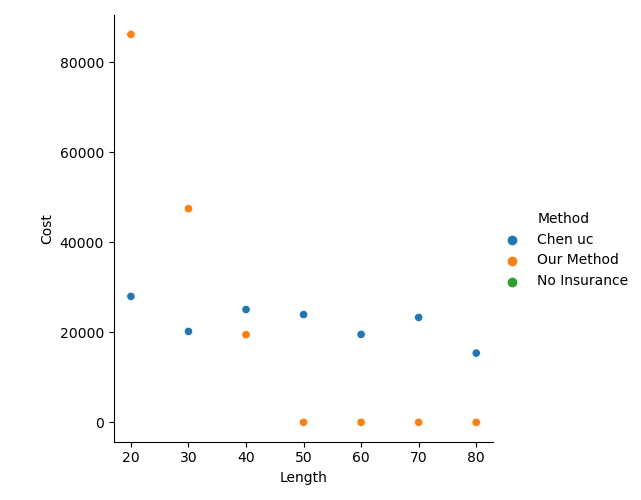 80000
60000
40000
20000
0
Cost
20 30 40 50 60 70 80
Length
Method
Chen uc
Our Method
No Insurance